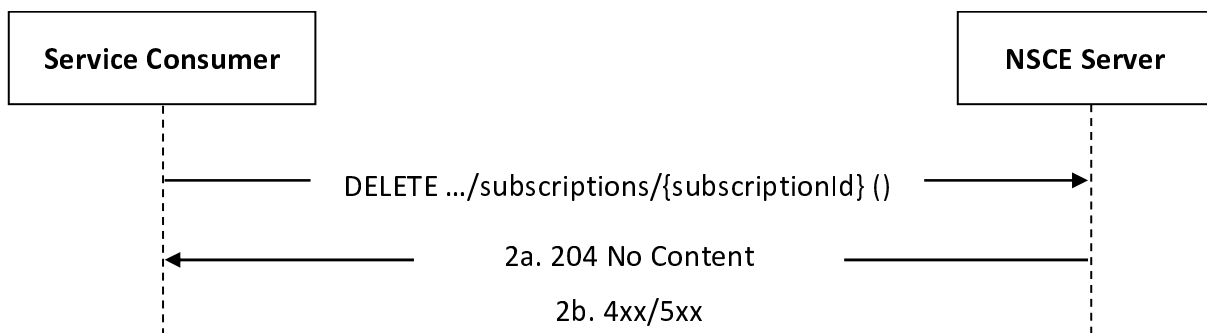 Service Consumer
NSCE Server
DELETE .../subscriptions/{subscriptionId} ()
2a. 204 No Content
2b. 4xx/5xx